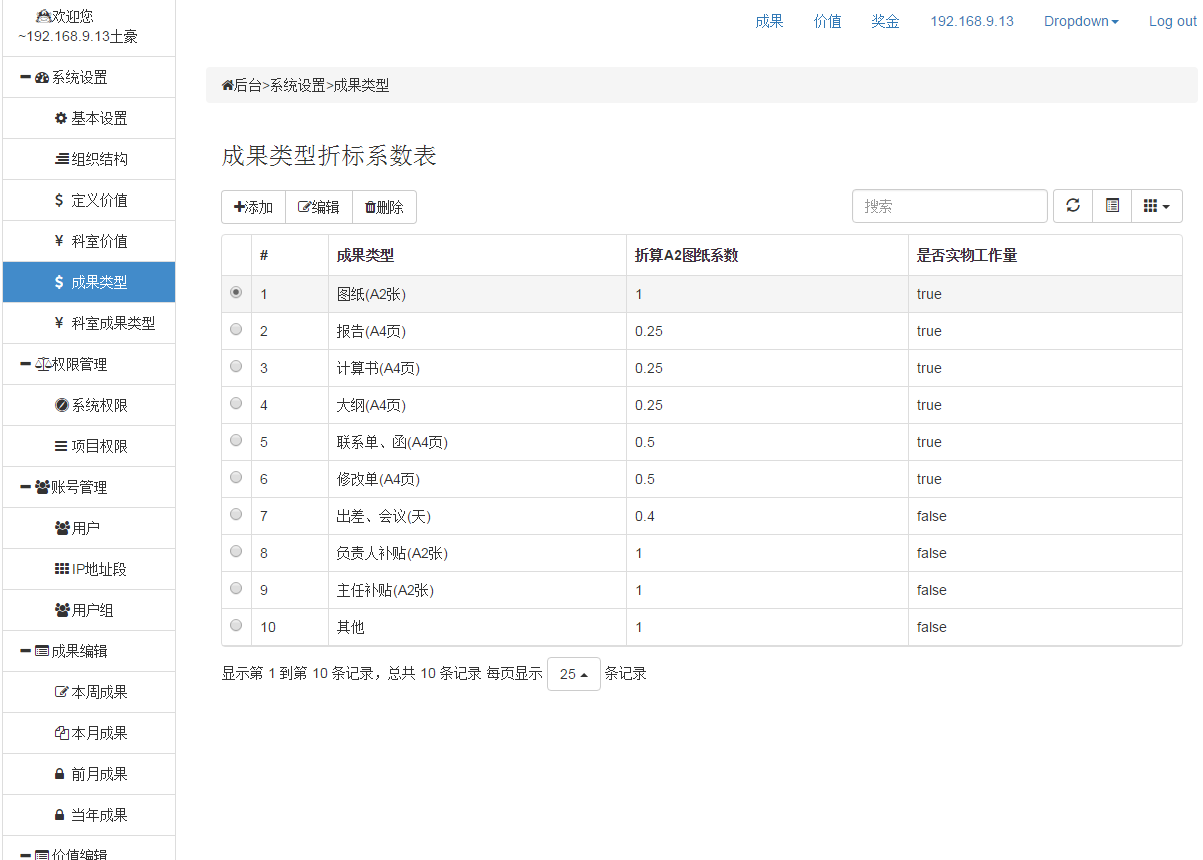 欢迎您
~192.168.9.13土豪
系统设置
基本设置
组织结构
$ 定义价值
¥ 科室价值
$ 成果类型
¥ 科室成果类型
权限管理
系统权限
项目权限
账号管理
用户
IP地址段
用户组
成果编辑
本周成果
本月成果
前月成果
当年成果
价值编辑
成果 价值 奖金 192.168.9.13 Dropdown Log out
后台>系统设置>成果类型
成果类型折标系数表
添加 编辑 删除 搜索
# 成果类型 折算A2图纸系数 是否实物工作量
1 图纸(A2张) 1 true
2 报告(A4页) 0.25 true
3 计算书(A4页) 0.25 true
4 大纲(A4页) 0.25 true
5 联系单、函(A4页) 0.5 true
6 修改单(A4页) 0.5 true
7 出差、会议(天) 0.4 false
8 负责人补贴(A2张) 1 false
9 主任补贴(A2张) 1 false
10 其他 1 false
显示第 1 到第 10 条记录，总共 10 条记录 每页显示 25 条记录